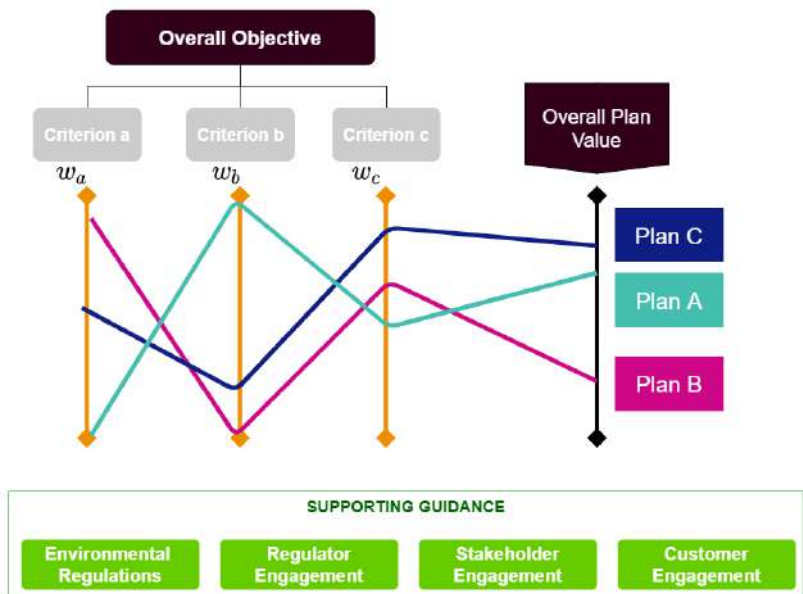 Overall Objective
Criterion a
Criterion b
Criterion c
Overall Plan
Value
w_a
w_b
w_c
Plan C
Plan A
Plan B
SUPPORTING GUIDANCE
Environmental
Regulations
Regulator
Engagement
Stakeholder
Engagement
Customer
Engagement